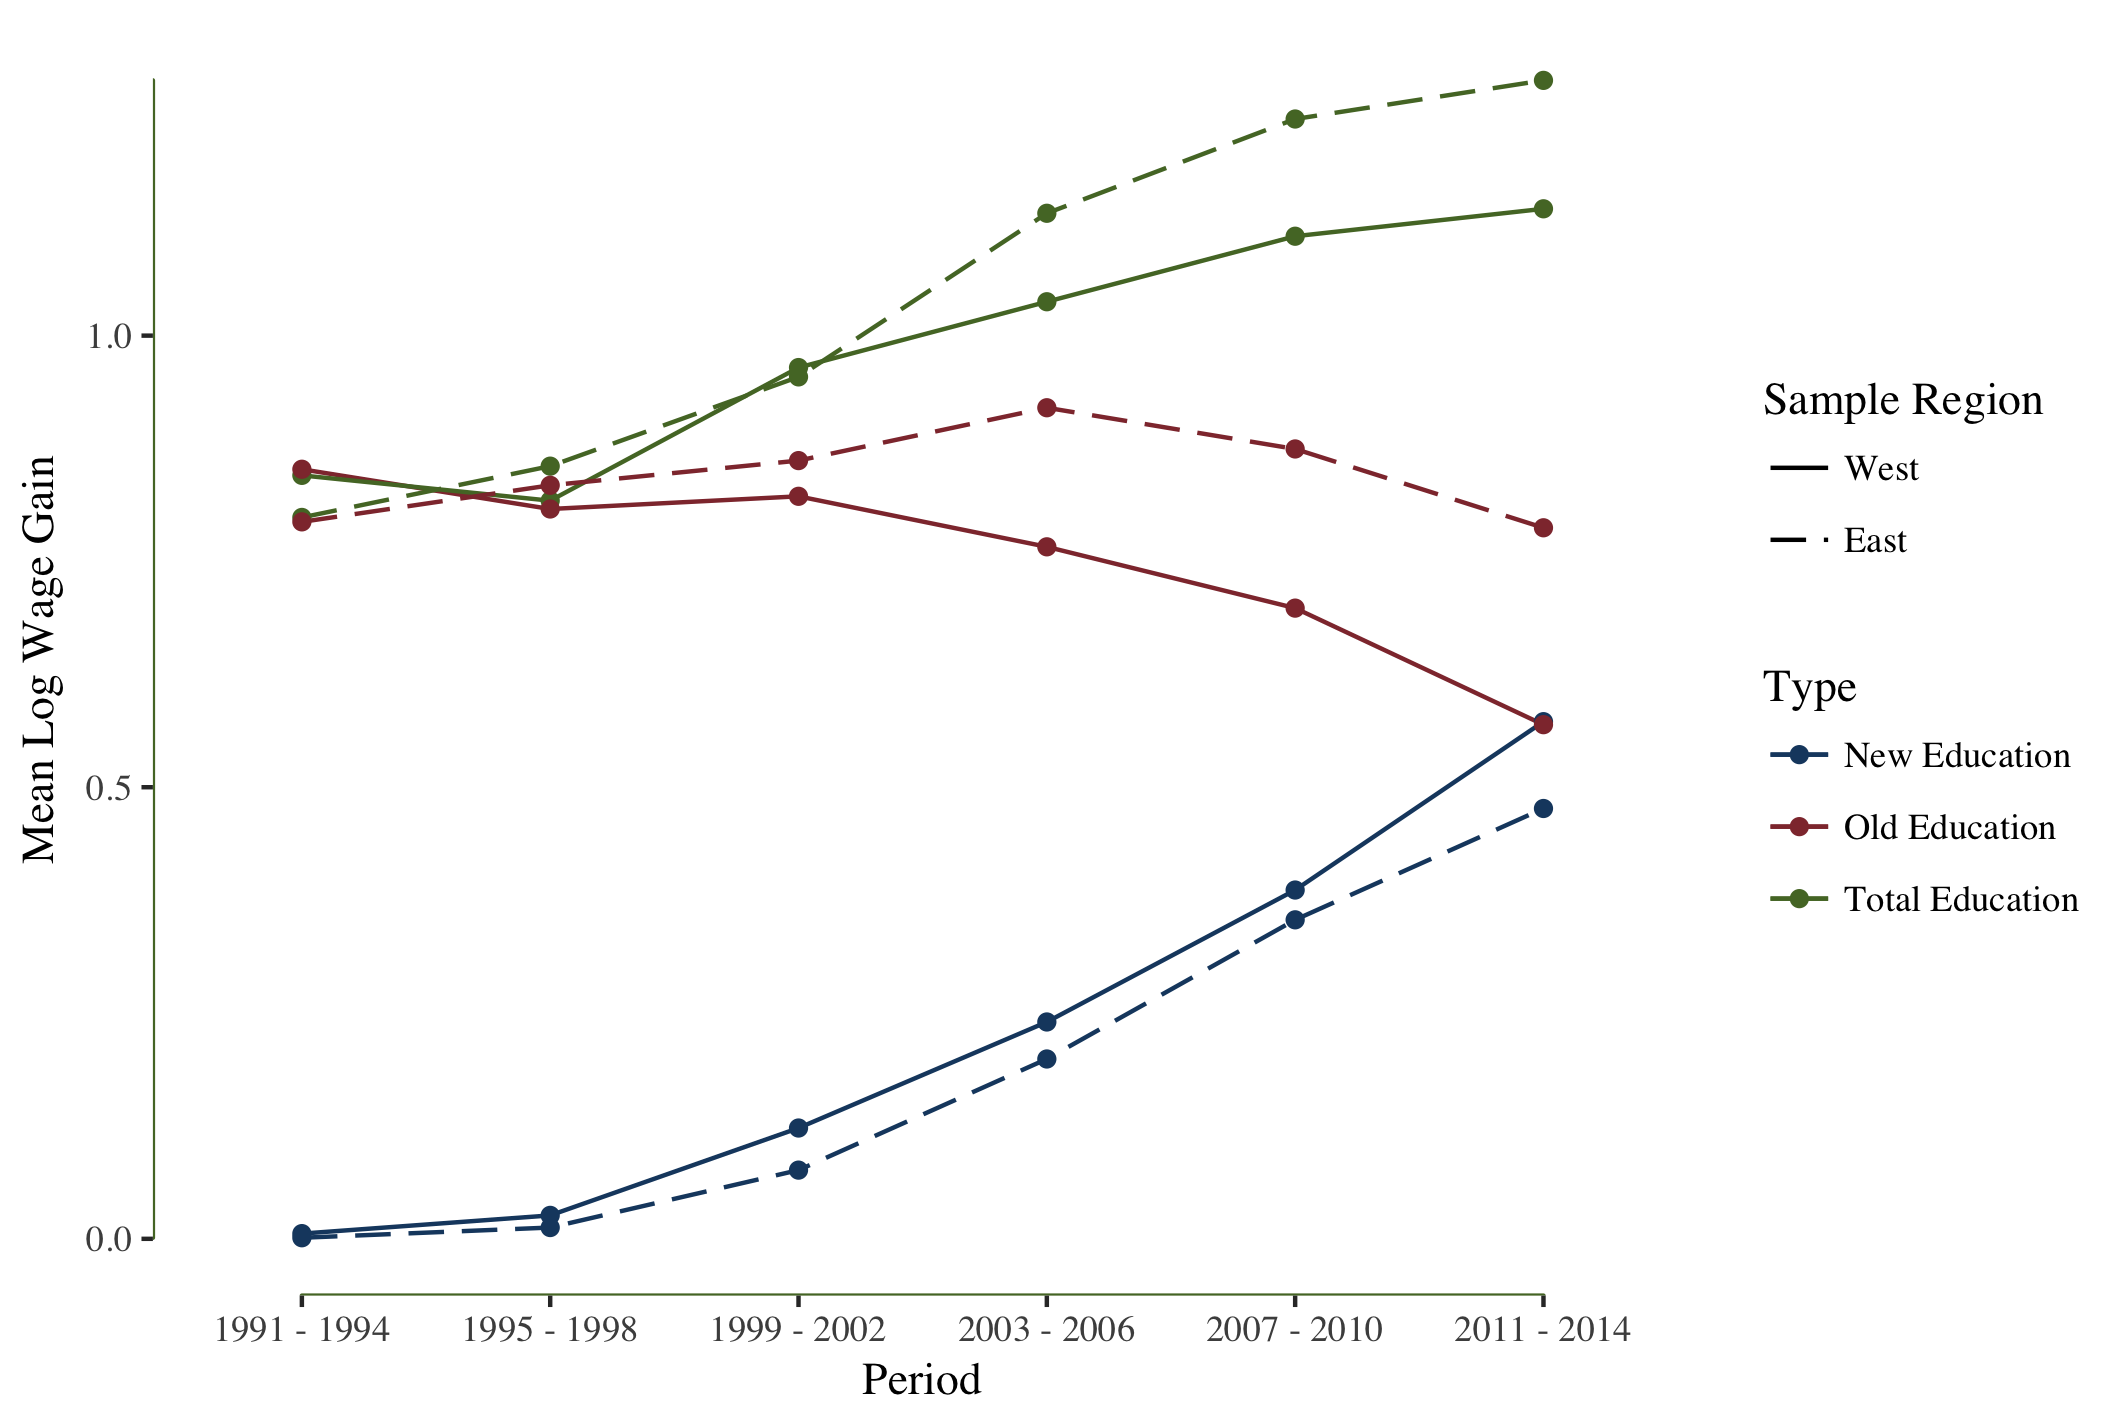 Mean Log Wage Gain
1.0
0.5
0.0
1991 - 1994
1995 - 1998
1999 - 2002
2003 - 2006
2007 - 2010
2011 - 2014
Period
Sample Region
West
East
Type
New Education
Old Education
Total Education